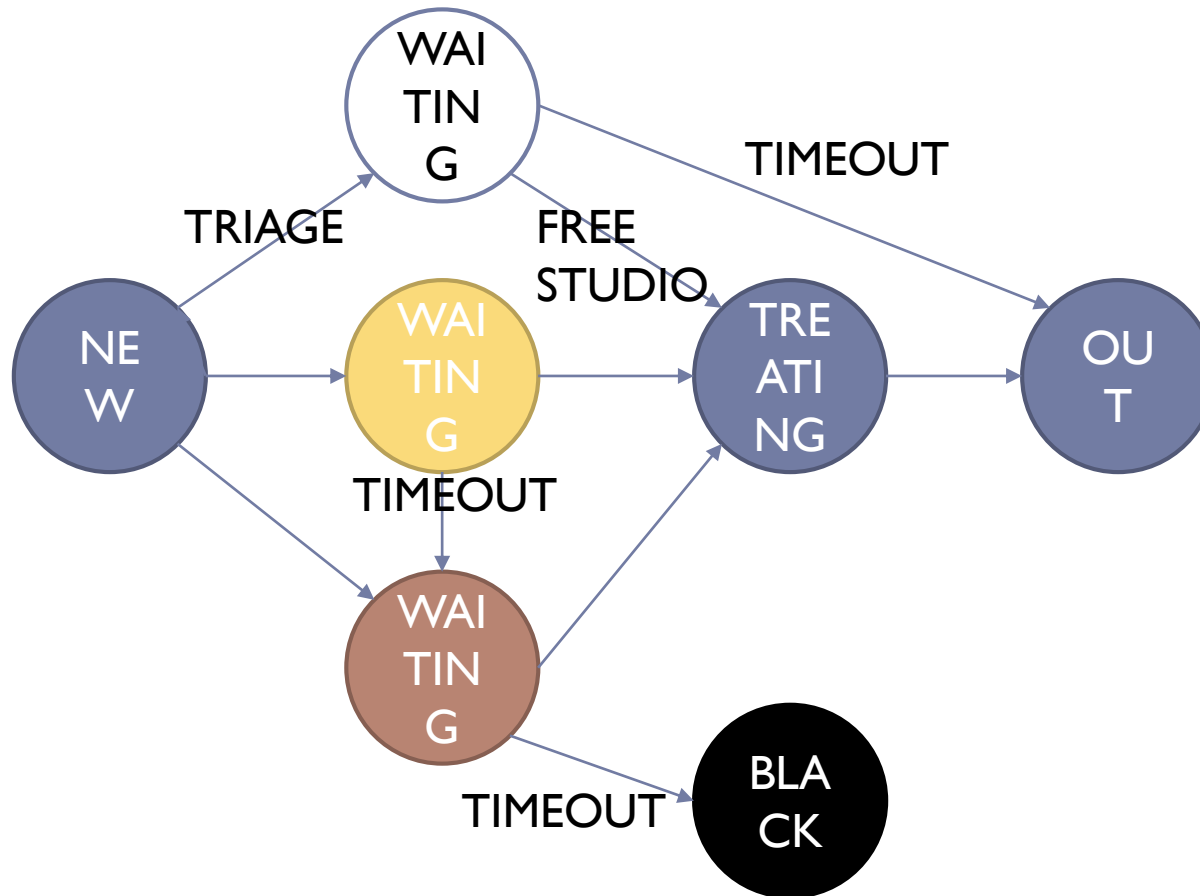 WAI
TIN
G
TIMEOUT
TRIAGE
FREE
STUDIO
NE
W
WAI
TIN
G
TRE
ATI
NG
OU
T
TIMEOUT
WAI
TIN
G
TIMEOUT
BLA
CK